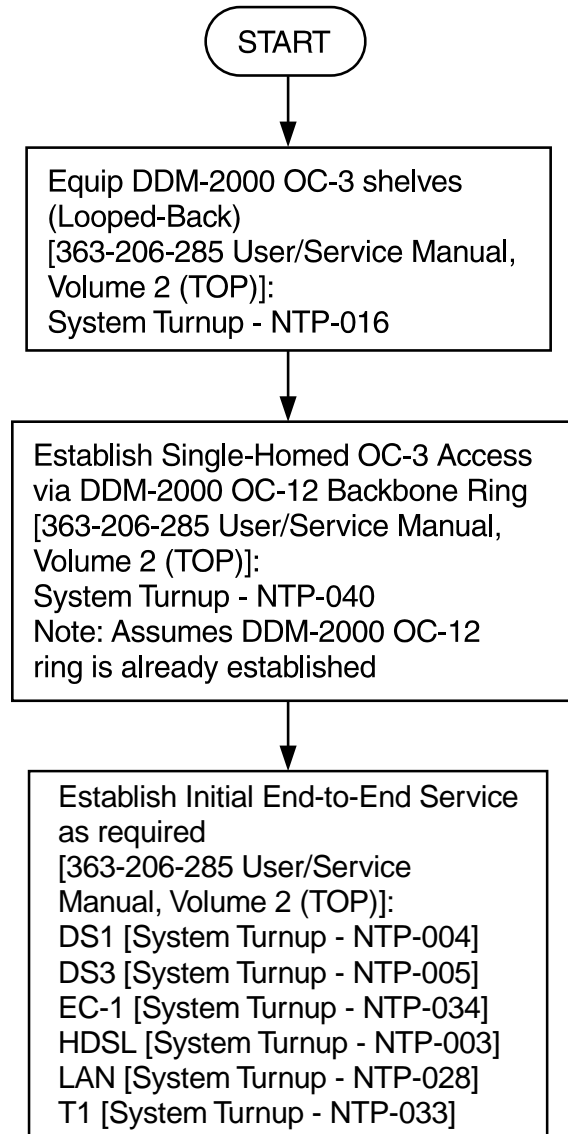 START
Equip DDM-2000 OC-3 shelves
(Looped-Back)
[363-206-285 User/Service Manual,
Volume 2 (TOP)]:
System Turnup - NTP-016
Establish Single-Homed OC-3 Access
via DDM-2000 OC-12 Backbone Ring
[363-206-285 User/Service Manual,
Volume 2 (TOP)]:
System Turnup - NTP-040
Note: Assumes DDM-2000 OC-12
ring is already established
Establish Initial End-to-End Service
as required
[363-206-285 User/Service
Manual, Volume 2 (TOP)]:
DS1 [System Turnup - NTP-004]
DS3 [System Turnup - NTP-005]
EC-1 [System Turnup - NTP-034]
HDSL [System Turnup - NTP-003]
LAN [System Turnup - NTP-028]
T1 [System Turnup - NTP-033]